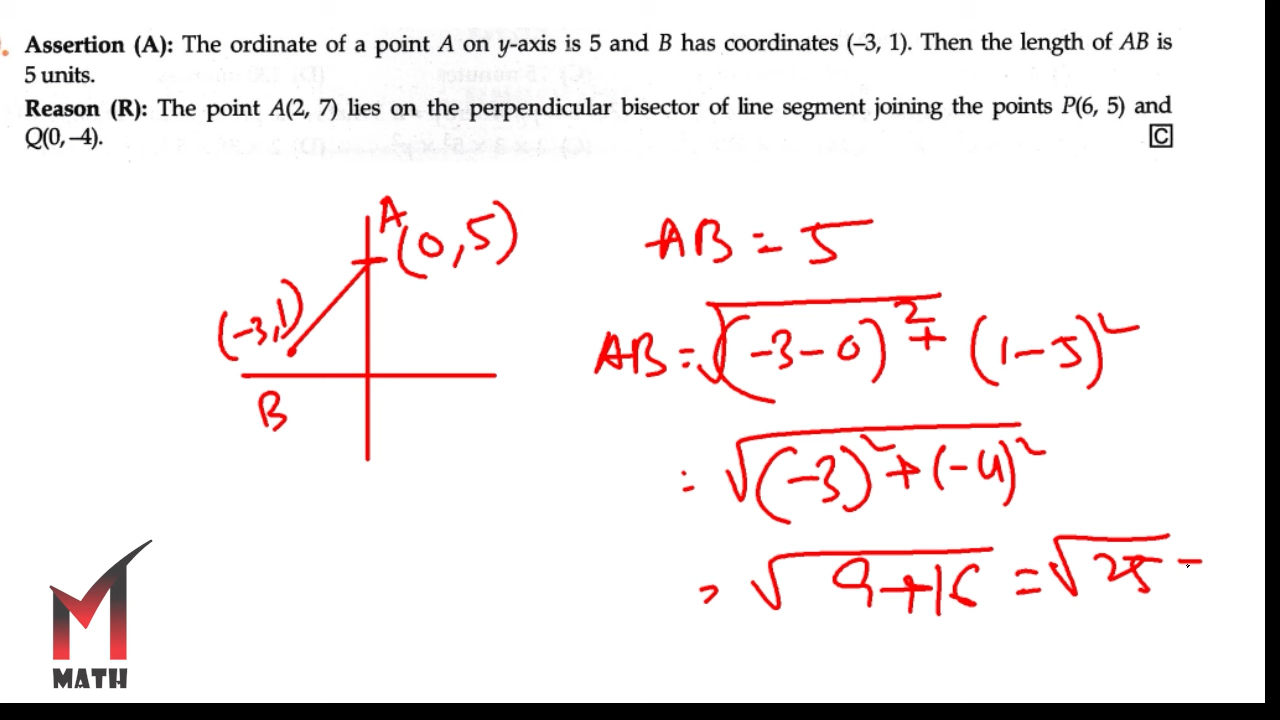 Assertion (A): The ordinate of a point A on y-axis is 5 and B has coordinates (–3, 1). Then the length of AB is
5 units.
Reason (R): The point A(2, 7) lies on the perpendicular bisector of line segment joining the points P(6, 5) and
Q(0, –4).
C
A
(0,5)
(-3,1)
B
AB = 5
AB = √(-3-0)² + (1-5)²
= √(-3)² + (-4)²
= √9+16 = √25 -
M
MATH